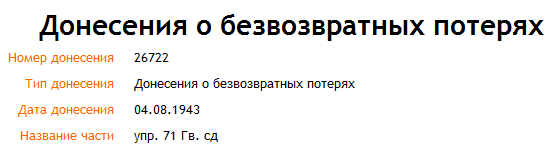 Донесения о безвозвратных потерях
Номер донесения 26722
Тип донесения Донесения о безвозвратных потерях
Дата донесения 04.08.1943
Название части упр. 71 Гв. сд